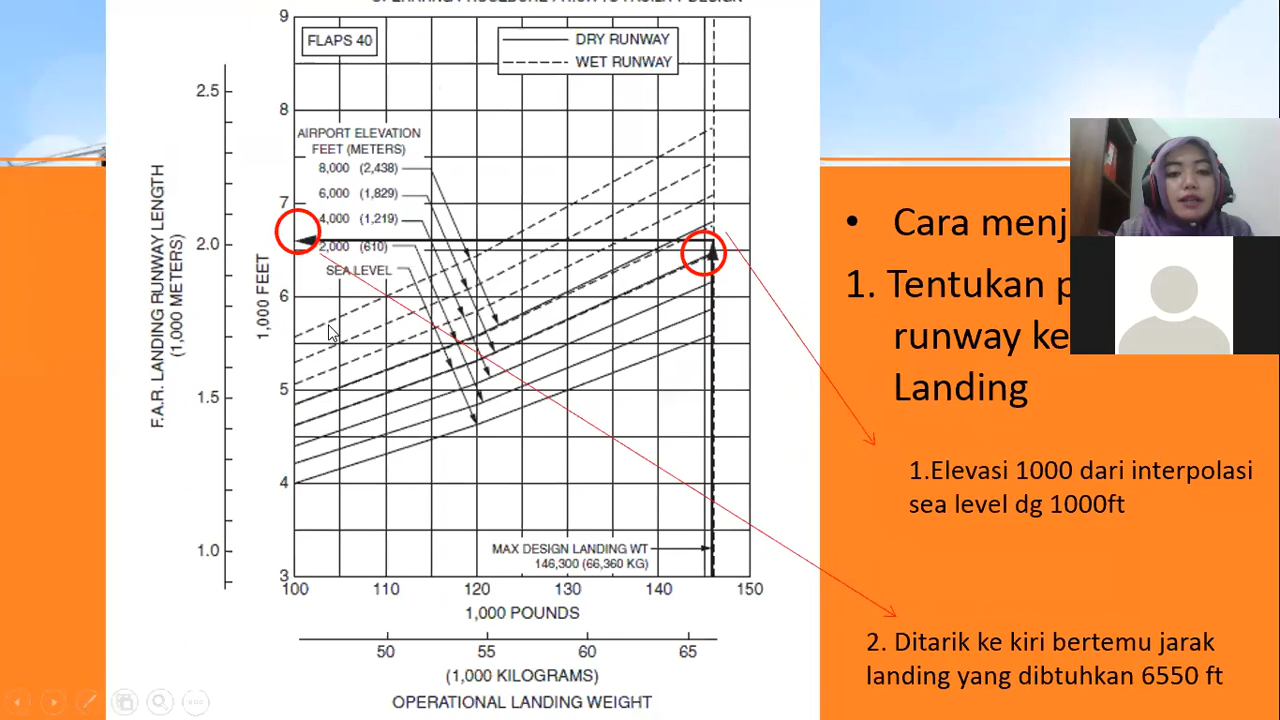 FLAPS 40
DRY RUNWAY
WET RUNWAY
AIRPORT ELEVATION
FEET (METERS)
8,000 (2,438)
6,000 (1,829)
4,000 (1,219)
2,000 (610)
SEA LEVEL
F.A.R. LANDING RUNWAY LENGTH
(1,000 METERS)
2.5
2.0
1.5
1.0
1,000 FEET
9
8
7
6
5
4
3
MAX DESIGN LANDING WT
146,300 (66,360 KG)
100 110 120 130 140 150
1,000 POUNDS
50 55 60 65
(1,000 KILOGRAMS)
OPERATIONAL LANDING WEIGHT
• Cara menj
1. Tentukan p
runway ke
Landing
1.Elevasi 1000 dari interpolasi
sea level dg 1000ft
2. Ditarik ke kiri bertemu jarak
landing yang dibtuhkan 6550 ft